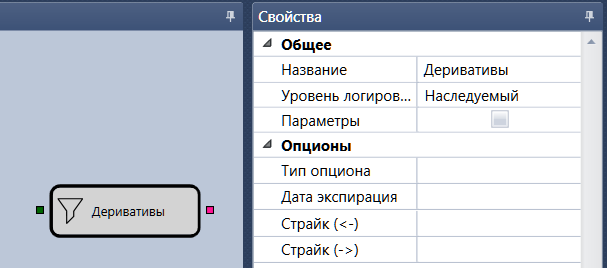 Свойства
Общее
Название Деривативы
Уровень логиров... Наследуемый
Параметры
Опционы
Тип опциона
Дата экспирация
Страйк (<-)
Страйк (->)
Деривативы